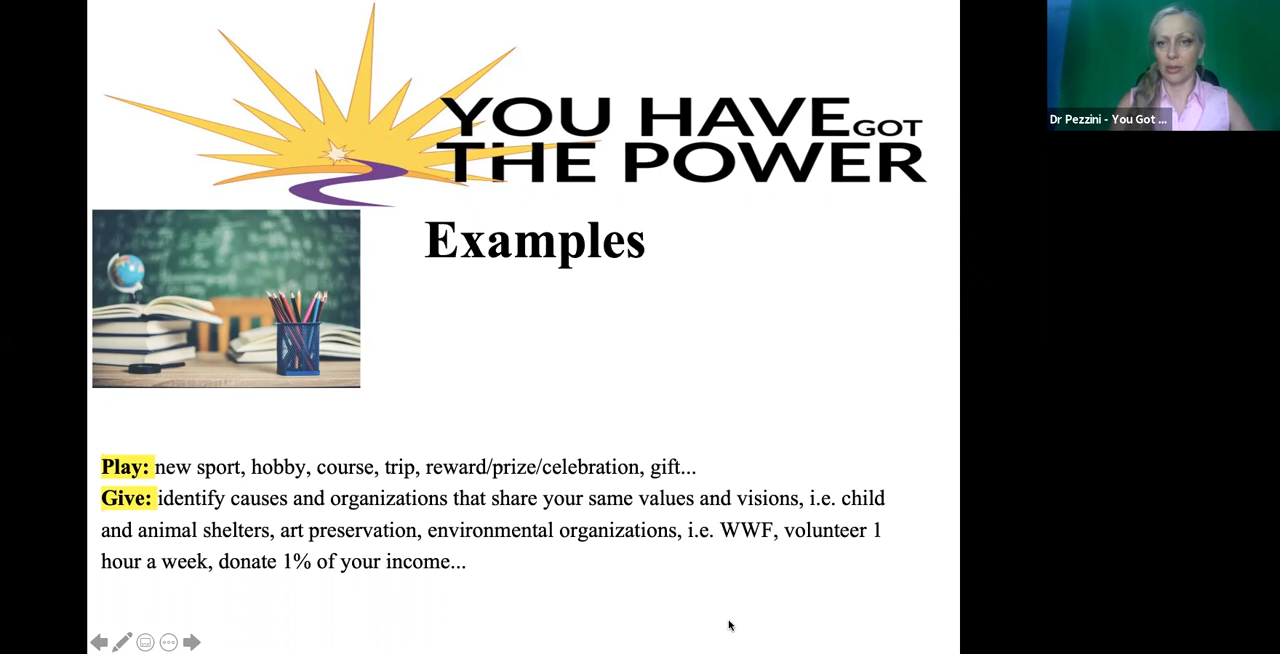 YOU HAVE GOT
THE POWER
Dr Pezzini - You Got ...
Examples
Play: new sport, hobby, course, trip, reward/prize/celebration, gift...
Give: identify causes and organizations that share your same values and visions, i.e. child
and animal shelters, art preservation, environmental organizations, i.e. WWF, volunteer 1
hour a week, donate 1% of your income...